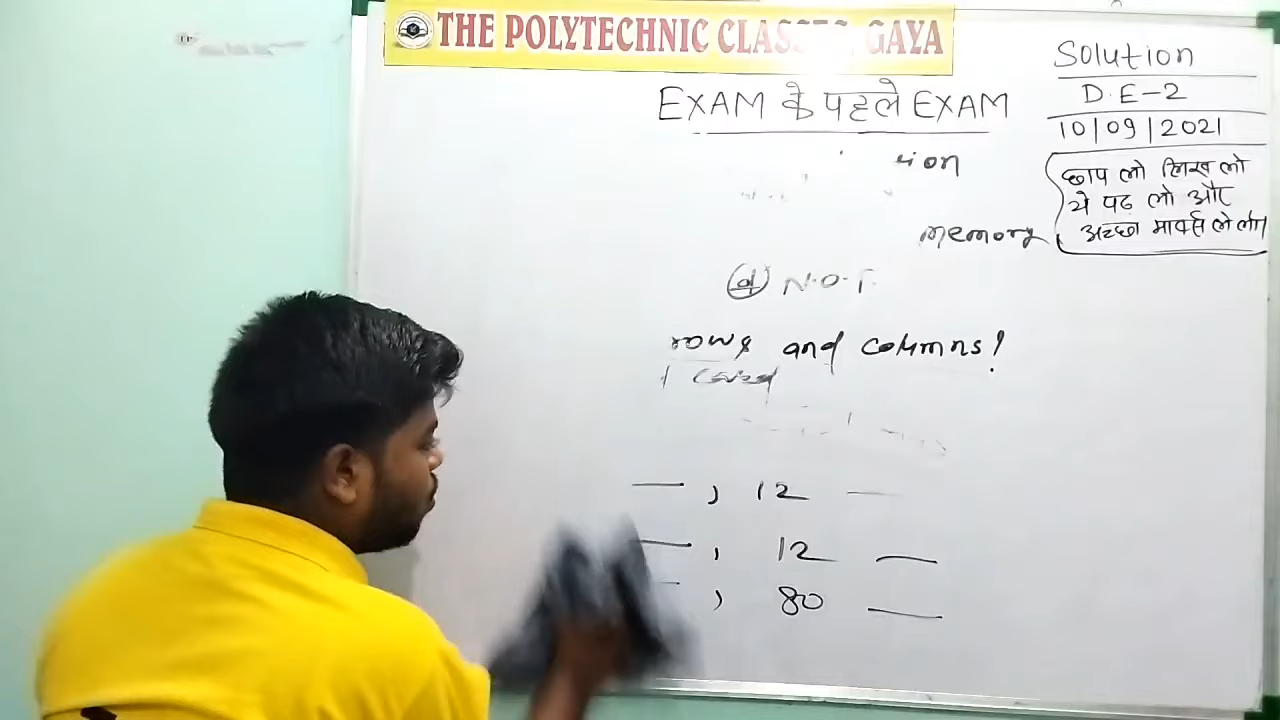 THE POLYTECHNIC CLASSES, GAYA
EXAM के पहले EXAM
Solution
D.E-2
10/09/2021
छाप लो लिख लो
ये पढ़ लो और
अच्छा मार्क्स ले लो।
memory
(d) N.O.T.
rows and columns?
— , 12 —
— , 12 —
— , 80 —